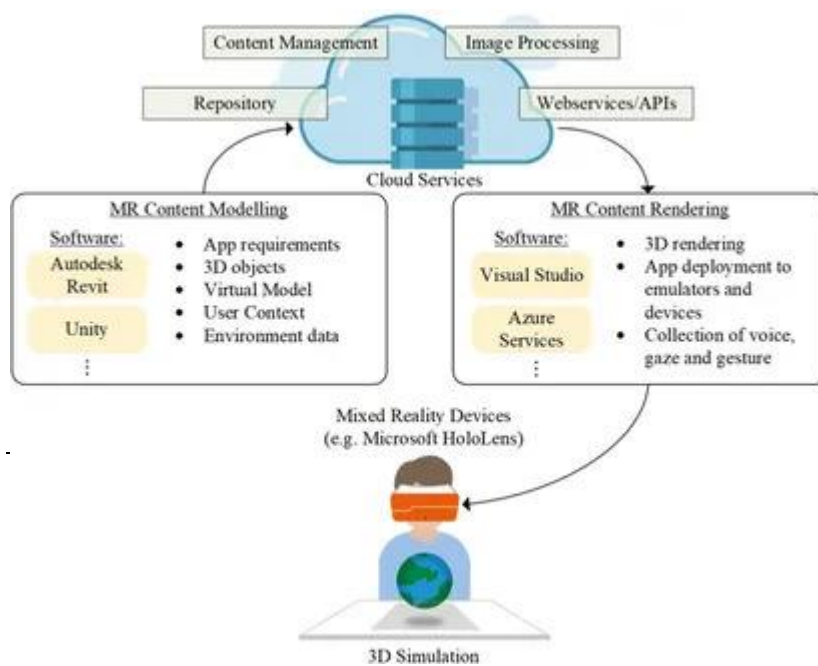 Content Management
Image Processing
Repository
Webservices/APIs
Cloud Services
MR Content Modelling
Software:
Autodesk
Revit
Unity
⋮
• App requirements
• 3D objects
• Virtual Model
• User Context
• Environment data
MR Content Rendering
Software:
Visual Studio
Azure
Services
⋮
• 3D rendering
• App deployment to
emulators and
devices
• Collection of voice,
gaze and gesture
Mixed Reality Devices
(e.g. Microsoft HoloLens)
3D Simulation